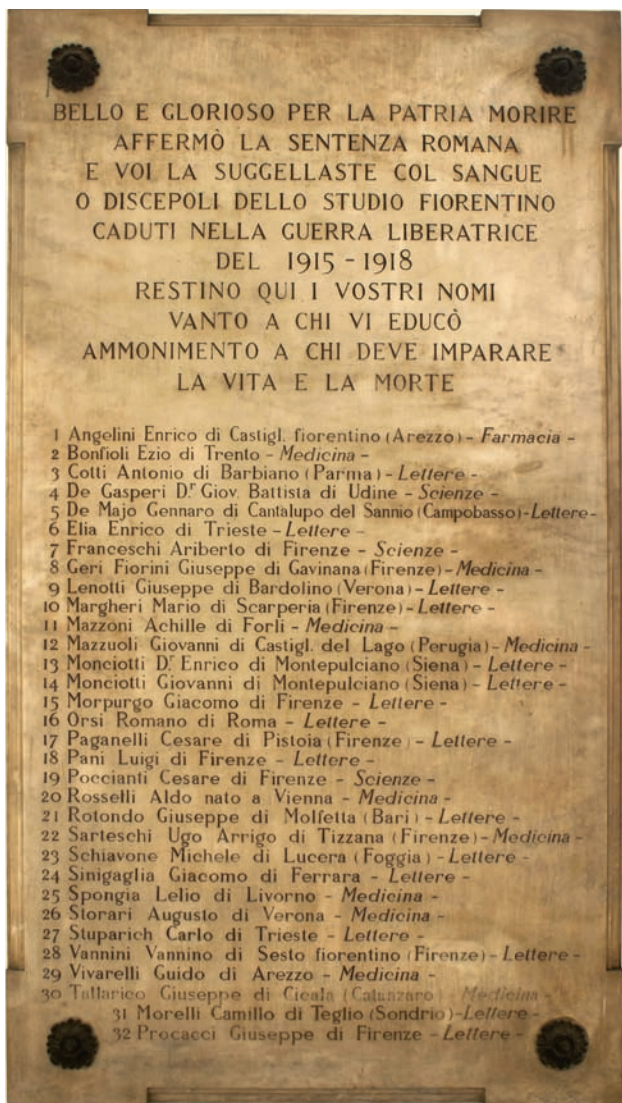 BELLO E GLORIOSO PER LA PATRIA MORIRE
AFFERMÒ LA SENTENZA ROMANA
E VOI LA SUGGELLASTE COL SANGUE
O DISCEPOLI DELLO STUDIO FIORENTINO
CADUTI NELLA GUERRA LIBERATRICE
DEL 1915-1918
RESTINO QUI I VOSTRI NOMI
VANTO A CHI VI EDUCÒ
AMMONIMENTO A CHI DEVE IMPARARE
LA VITA E LA MORTE
1 Angelini Enrico di Castigl. fiorentino (Arezzo) - Farmacia -
2 Bonfioli Ezio di Trento - Medicina -
3 Cotti Antonio di Barbiano (Parma) - Lettere -
4 De Gasperi D.r Giov. Battista di Udine - Scienze -
5 De Majo Gennaro di Cantalupo del Sannio (Campobasso) - Lettere -
6 Elia Enrico di Trieste - Lettere -
7 Franceschi Ariberto di Firenze - Scienze -
8 Geri Fiorini Giuseppe di Gavinana (Firenze) - Medicina -
9 Lenotti Giuseppe di Bardolino (Verona) - Lettere -
10 Margheri Mario di Scarperia (Firenze) - Lettere -
11 Mazzoni Achille di Forlì - Medicina -
12 Mazzuoli Giovanni di Castigl. del Lago (Perugia) - Medicina -
13 Monciotti D.r Enrico di Montepulciano (Siena) - Lettere -
14 Monciotti Giovanni di Montepulciano (Siena) - Lettere -
15 Morpurgo Giacomo di Firenze - Lettere -
16 Orsi Romano di Roma - Lettere -
17 Paganelli Cesare di Pistoia (Firenze) - Lettere -
18 Pani Luigi di Firenze - Lettere -
19 Poccianti Cesare di Firenze - Scienze -
20 Rosselli Aldo nato a Vienna - Medicina -
21 Rotondo Giuseppe di Molfetta (Bari) - Lettere -
22 Sarteschi Ugo Arrigo di Tizzana (Firenze) - Medicina -
23 Schiavone Michele di Lucera (Foggia) - Lettere -
24 Sinigaglia Giacomo di Ferrara - Lettere -
25 Spongia Lelio di Livorno - Medicina -
26 Storari Augusto di Verona - Medicina -
27 Stuparich Carlo di Trieste - Lettere -
28 Vannini Vannino di Sesto fiorentino (Firenze) - Lettere -
29 Vivarelli Guido di Arezzo - Medicina -
30 Tallarico Giuseppe di Cicala (Catanzaro) - Medicina -
31 Morelli Camillo di Teglio (Sondrio) - Lettere -
32 Procacci Giuseppe di Firenze - Lettere -